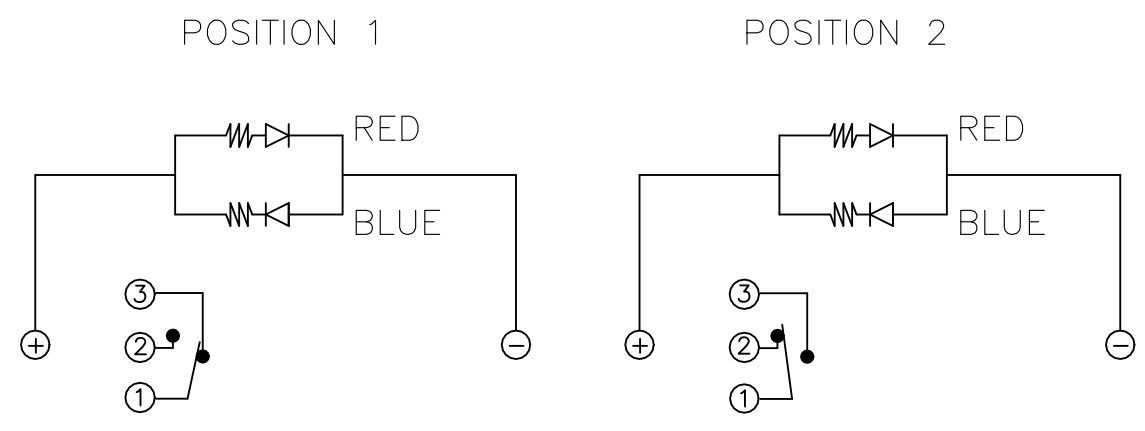 POSITION 1
RED
BLUE
3
2
1
+
−
POSITION 2
RED
BLUE
3
2
1
+
−